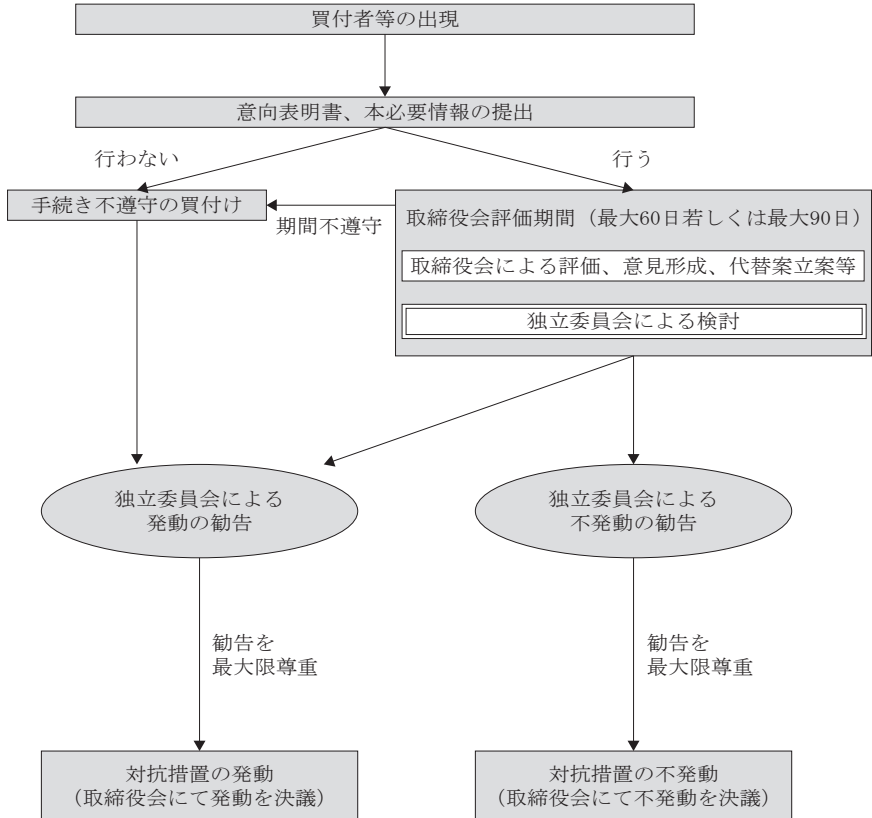 買付者等の出現
意向表明書、本必要情報の提出
行わない
行う
手続き不遵守の買付け
期間不遵守
取締役会評価期間（最大60日若しくは最大90日）
取締役会による評価、意見形成、代替案立案等
独立委員会による検討
独立委員会による
発動の勧告
独立委員会による
不発動の勧告
勧告を
最大限尊重
勧告を
最大限尊重
対抗措置の発動
（取締役会にて発動を決議）
対抗措置の不発動
（取締役会にて不発動を決議）